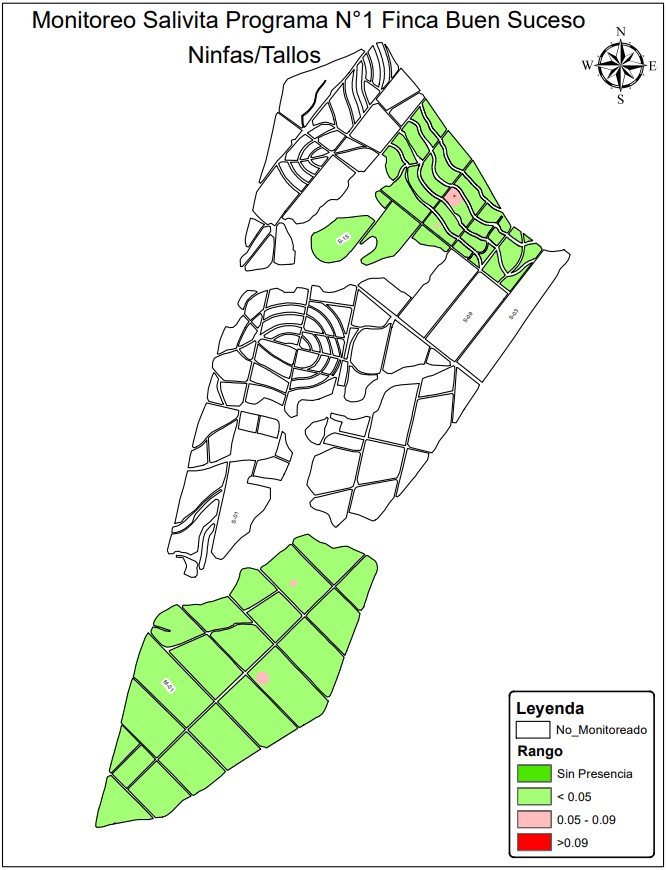 Monitoreo Salivita Programa N°1 Finca Buen Suceso
Ninfas/Tallos
N
W E
S
S-15
S-09
S-03
S-01
M-01
Leyenda
No_Monitoreado
Rango
Sin Presencia
< 0.05
0.05 - 0.09
>0.09